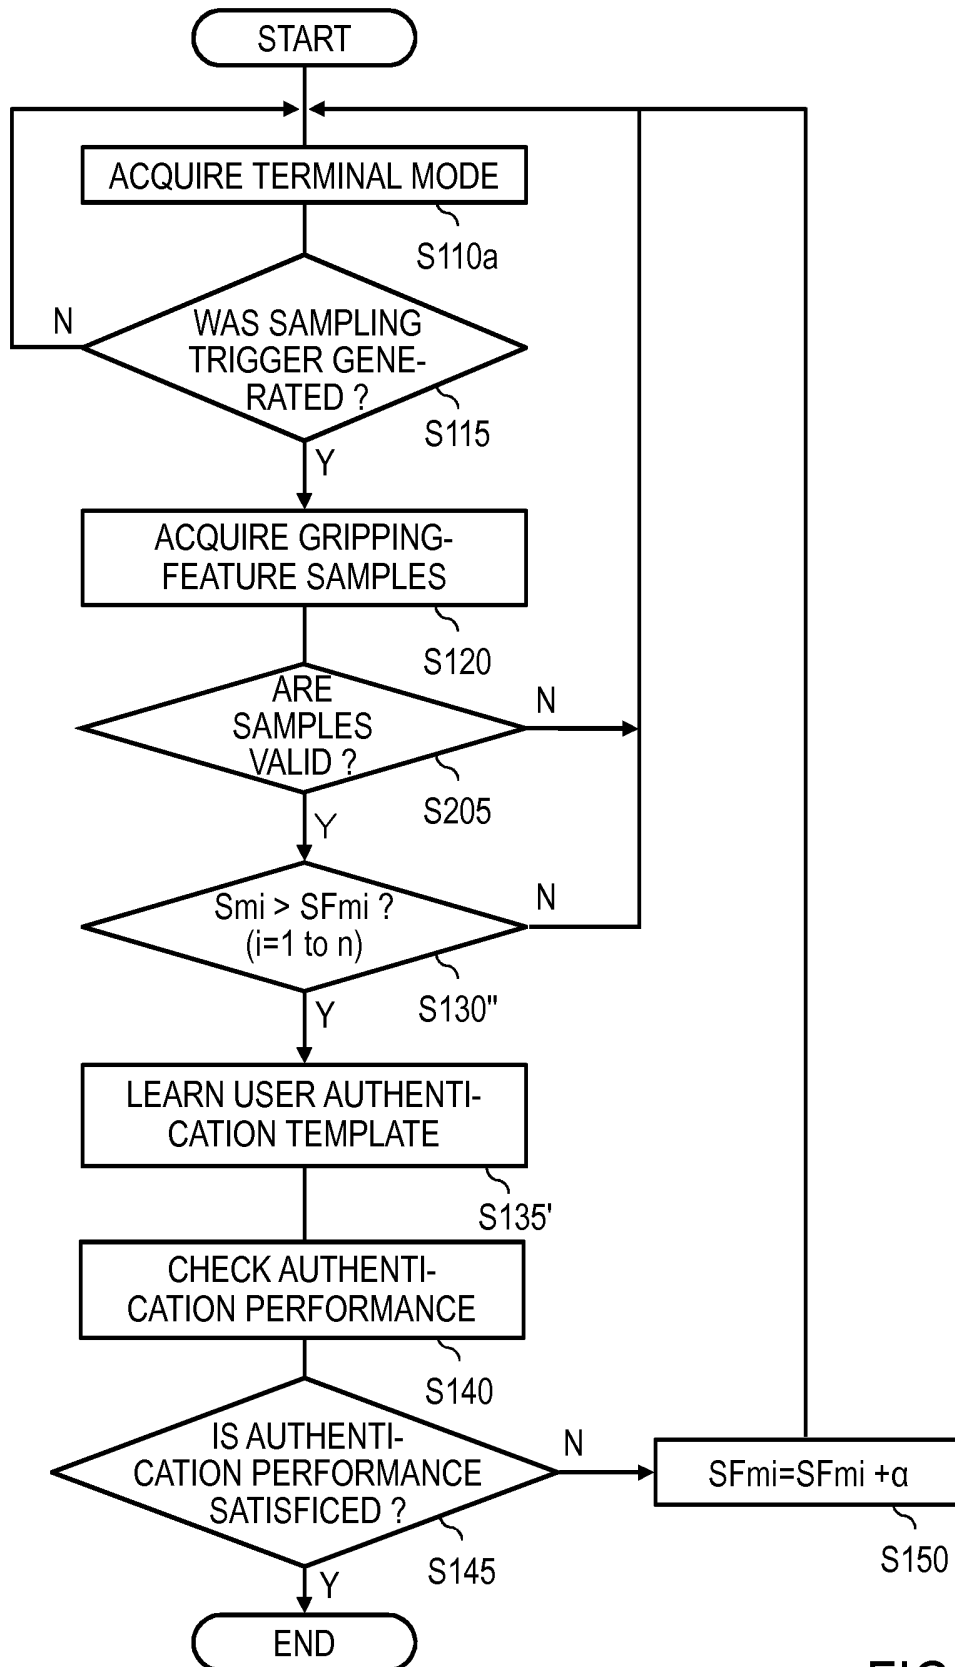 START
ACQUIRE TERMINAL MODE
S110a
N
WAS SAMPLING
TRIGGER GENE-
RATED ?
S115
Y
ACQUIRE GRIPPING-
FEATURE SAMPLES
S120
ARE
SAMPLES
VALID ?
N
S205
Y
Smi > SFmi ?
(i=1 to n)
N
S130"
Y
LEARN USER AUTHENTI-
CATION TEMPLATE
S135'
CHECK AUTHENTI-
CATION PERFORMANCE
S140
IS AUTHENTI-
CATION PERFORMANCE
SATISFICED ?
N
SFmi=SFmi +α
S150
S145
Y
END
FIG